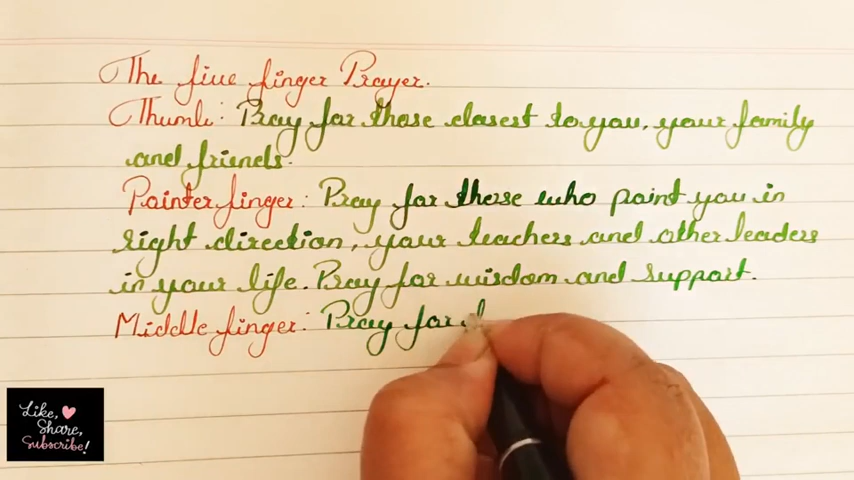 The five finger Prayer.
Thumb: Pray for those closest to you, your family
and friends.
Pointer finger: Pray for those who point you in
right direction, your teachers and other leaders
in your life. Pray for wisdom and support.
Middle finger: Pray for
Like,
Share,
Subscribe!